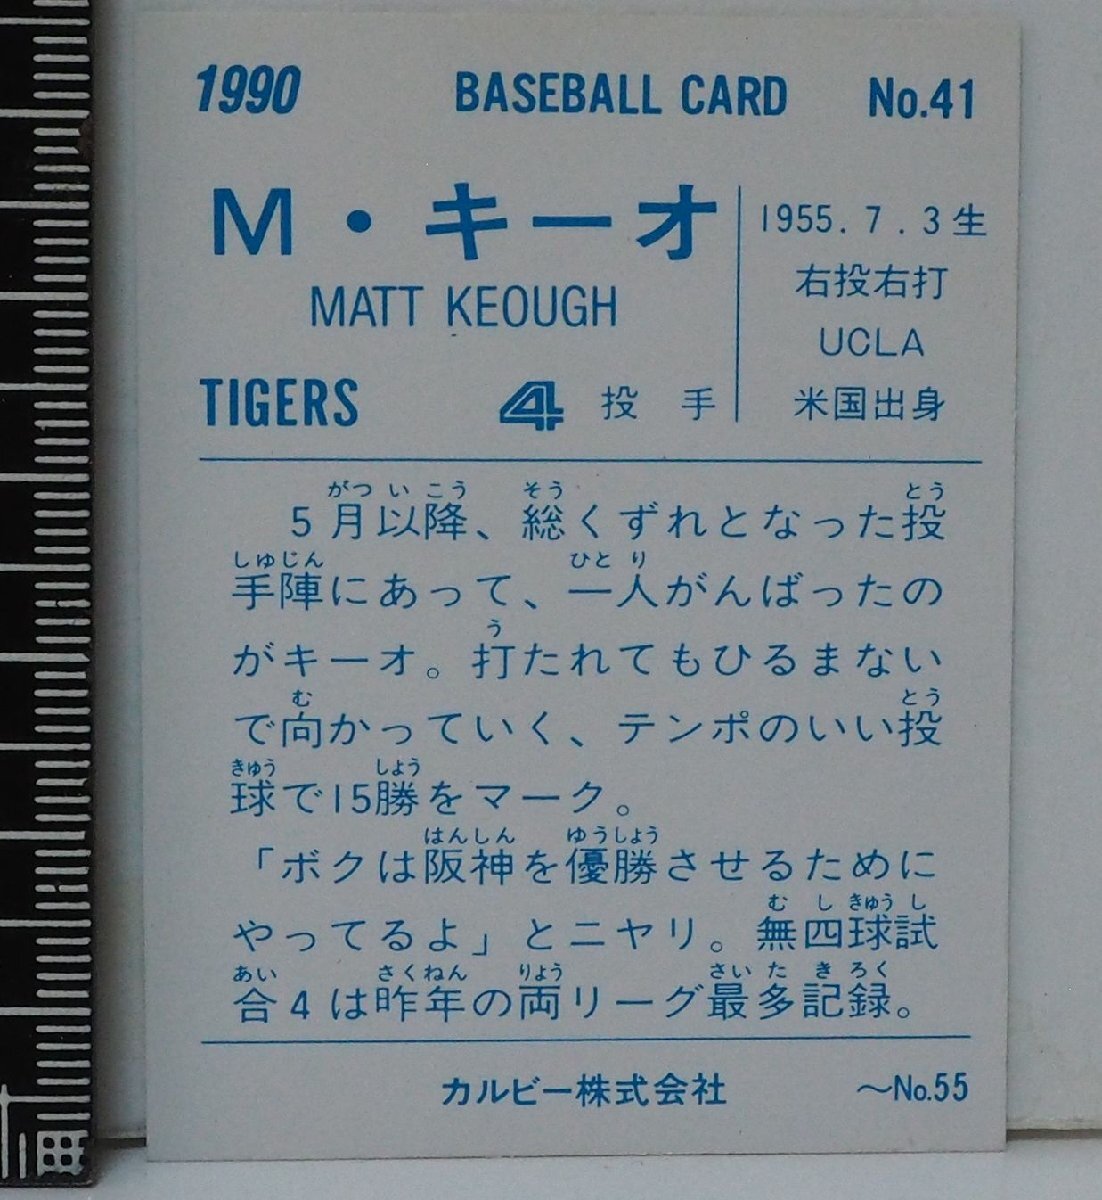 1990 BASEBALL CARD No.41
M・キーオ
MATT KEOUGH
TIGERS 4 投手
1955.7.3生
右投右打
UCLA
米国出身
がつ い こう そう とう
5月以降、総くずれとなった投
しゅじん ひとり
手陣にあって、一人がんばったの
う
がキーオ。打たれてもひるまない
む とう
で向かっていく、テンポのいい投
きゅう しよう
球で15勝をマーク。
はんしん ゆうしょう
「ボクは阪神を優勝させるために
む し きゅう し
やってるよ」とニヤリ。無四球試
あい さくねん りょう さい た き ろく
合4は昨年の両リーグ最多記録。
カルビー株式会社 〜No.55